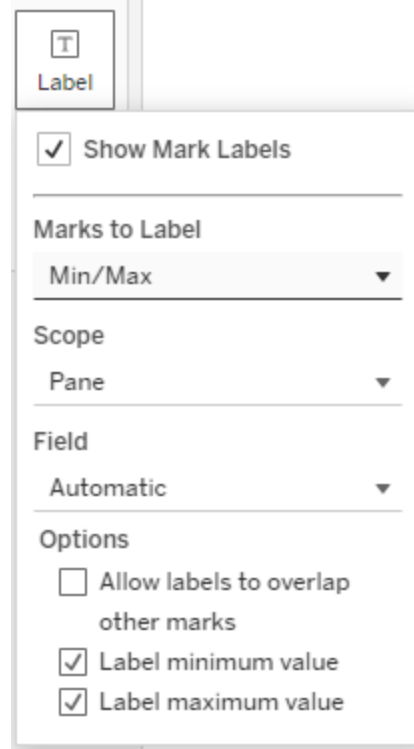 T
Label
Show Mark Labels
Marks to Label
Min/Max
Scope
Pane
Field
Automatic
Options
Allow labels to overlap
other marks
Label minimum value
Label maximum value